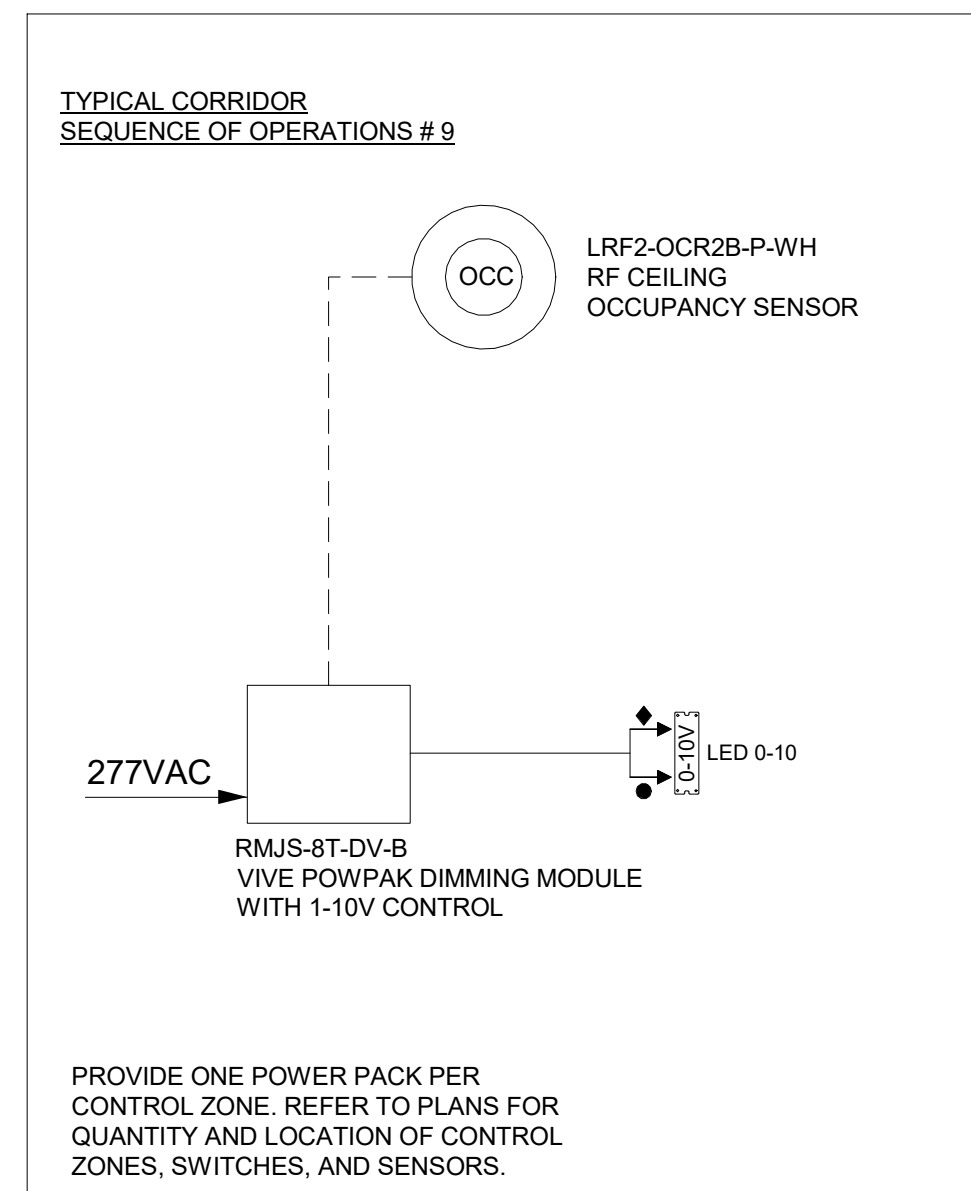 TYPICAL CORRIDOR
SEQUENCE OF OPERATIONS # 9
OCC
LRF2-OCR2B-P-WH
RF CEILING
OCCUPANCY SENSOR
277VAC
0-10V
LED 0-10
RMJS-8T-DV-B
VIVE POWPAK DIMMING MODULE
WITH 1-10V CONTROL
PROVIDE ONE POWER PACK PER
CONTROL ZONE. REFER TO PLANS FOR
QUANTITY AND LOCATION OF CONTROL
ZONES, SWITCHES, AND SENSORS.